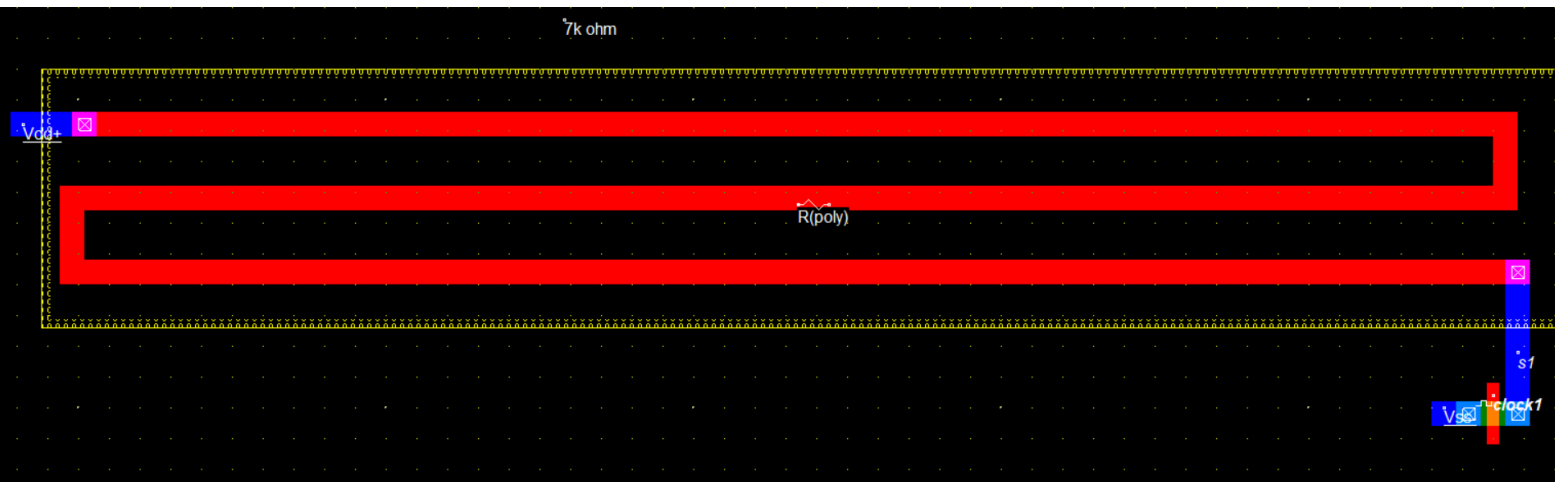 7k ohm
Vdd+
R(poly)
s1
clock1
Vss-